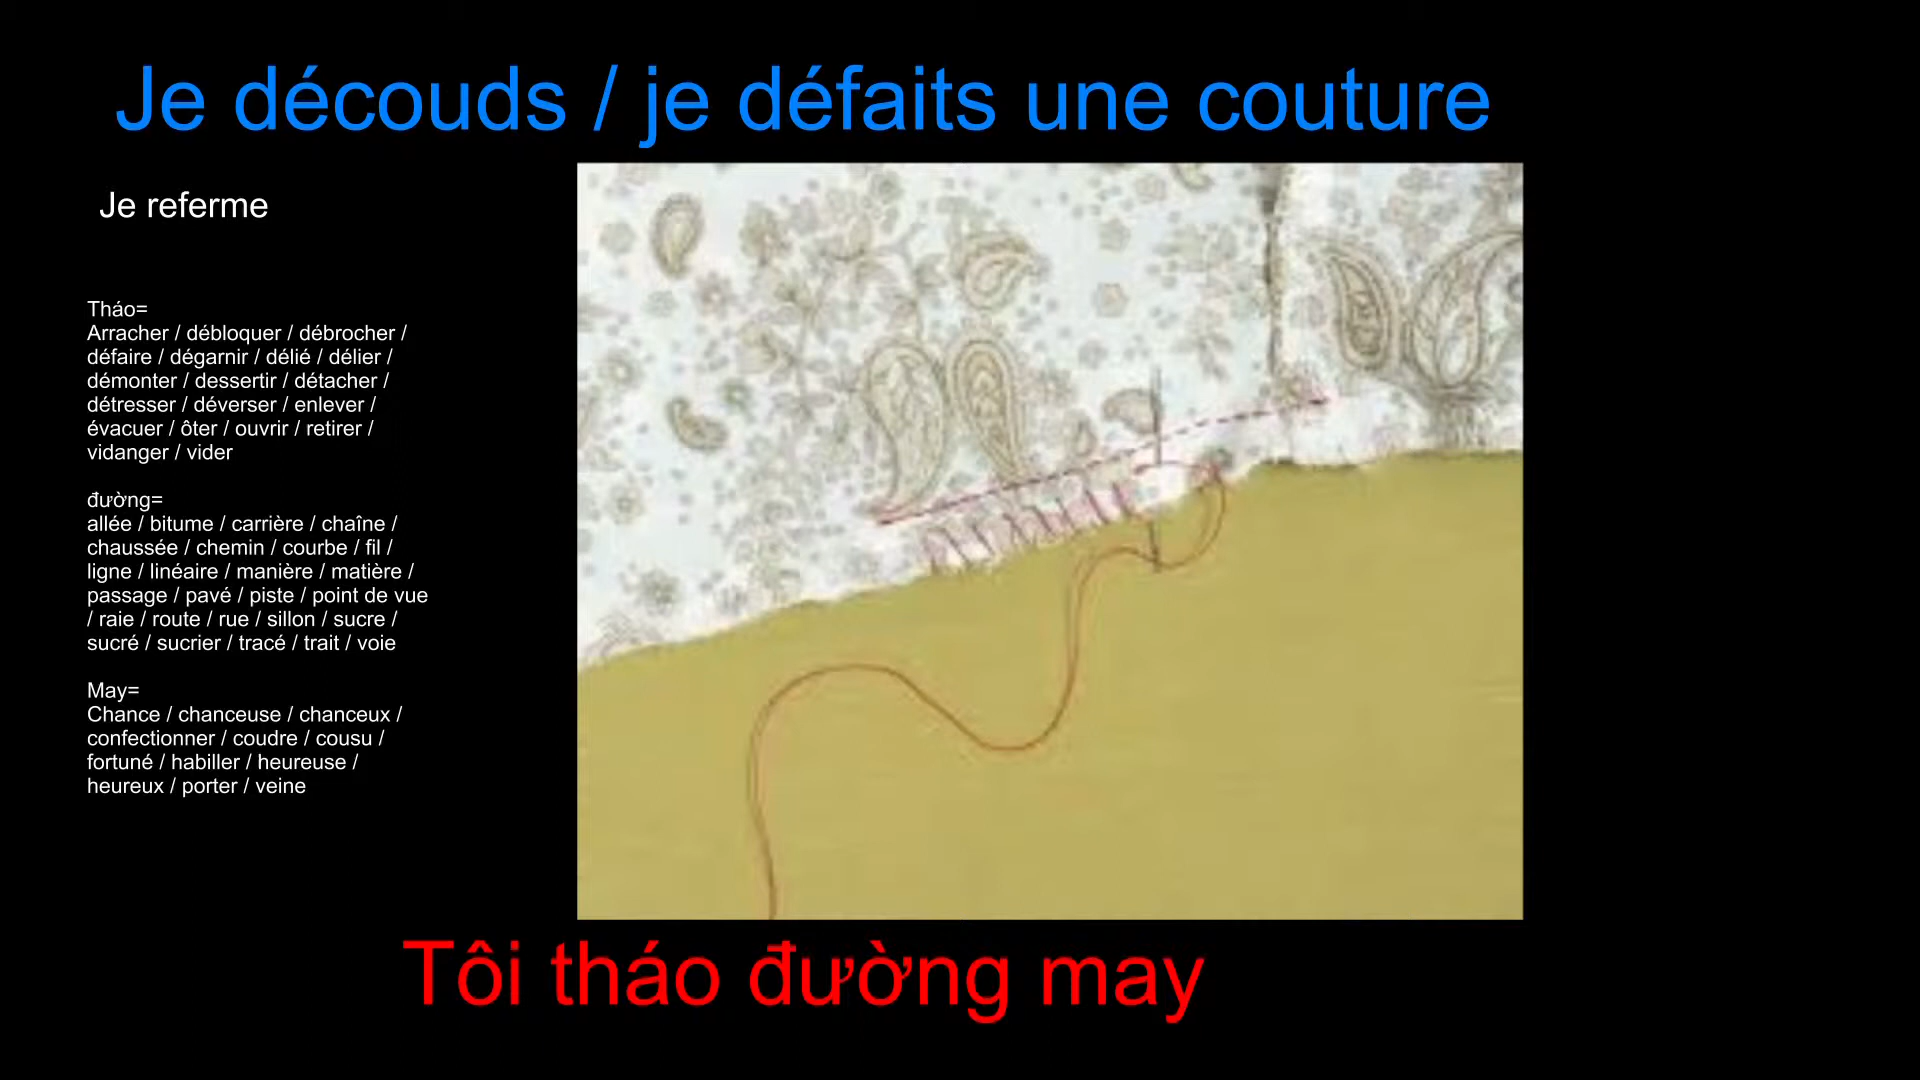 Je découds / je défaits une couture
Je referme
Tháo=
Arracher / débloquer / débrocher /
défaire / dégarnir / délié / délier /
démonter / dessertir / détacher /
détresser / déverser / enlever /
évacuer / ôter / ouvrir / retirer /
vidanger / vider
đường=
allée / bitume / carrière / chaîne /
chaussée / chemin / courbe / fil /
ligne / linéaire / manière / matière /
passage / pavé / piste / point de vue
/ raie / route / rue / sillon / sucre /
sucré / sucrier / tracé / trait / voie
May=
Chance / chanceuse / chanceux /
confectionner / coudre / cousu /
fortuné / habiller / heureuse /
heureux / porter / veine
Tôi tháo đường may